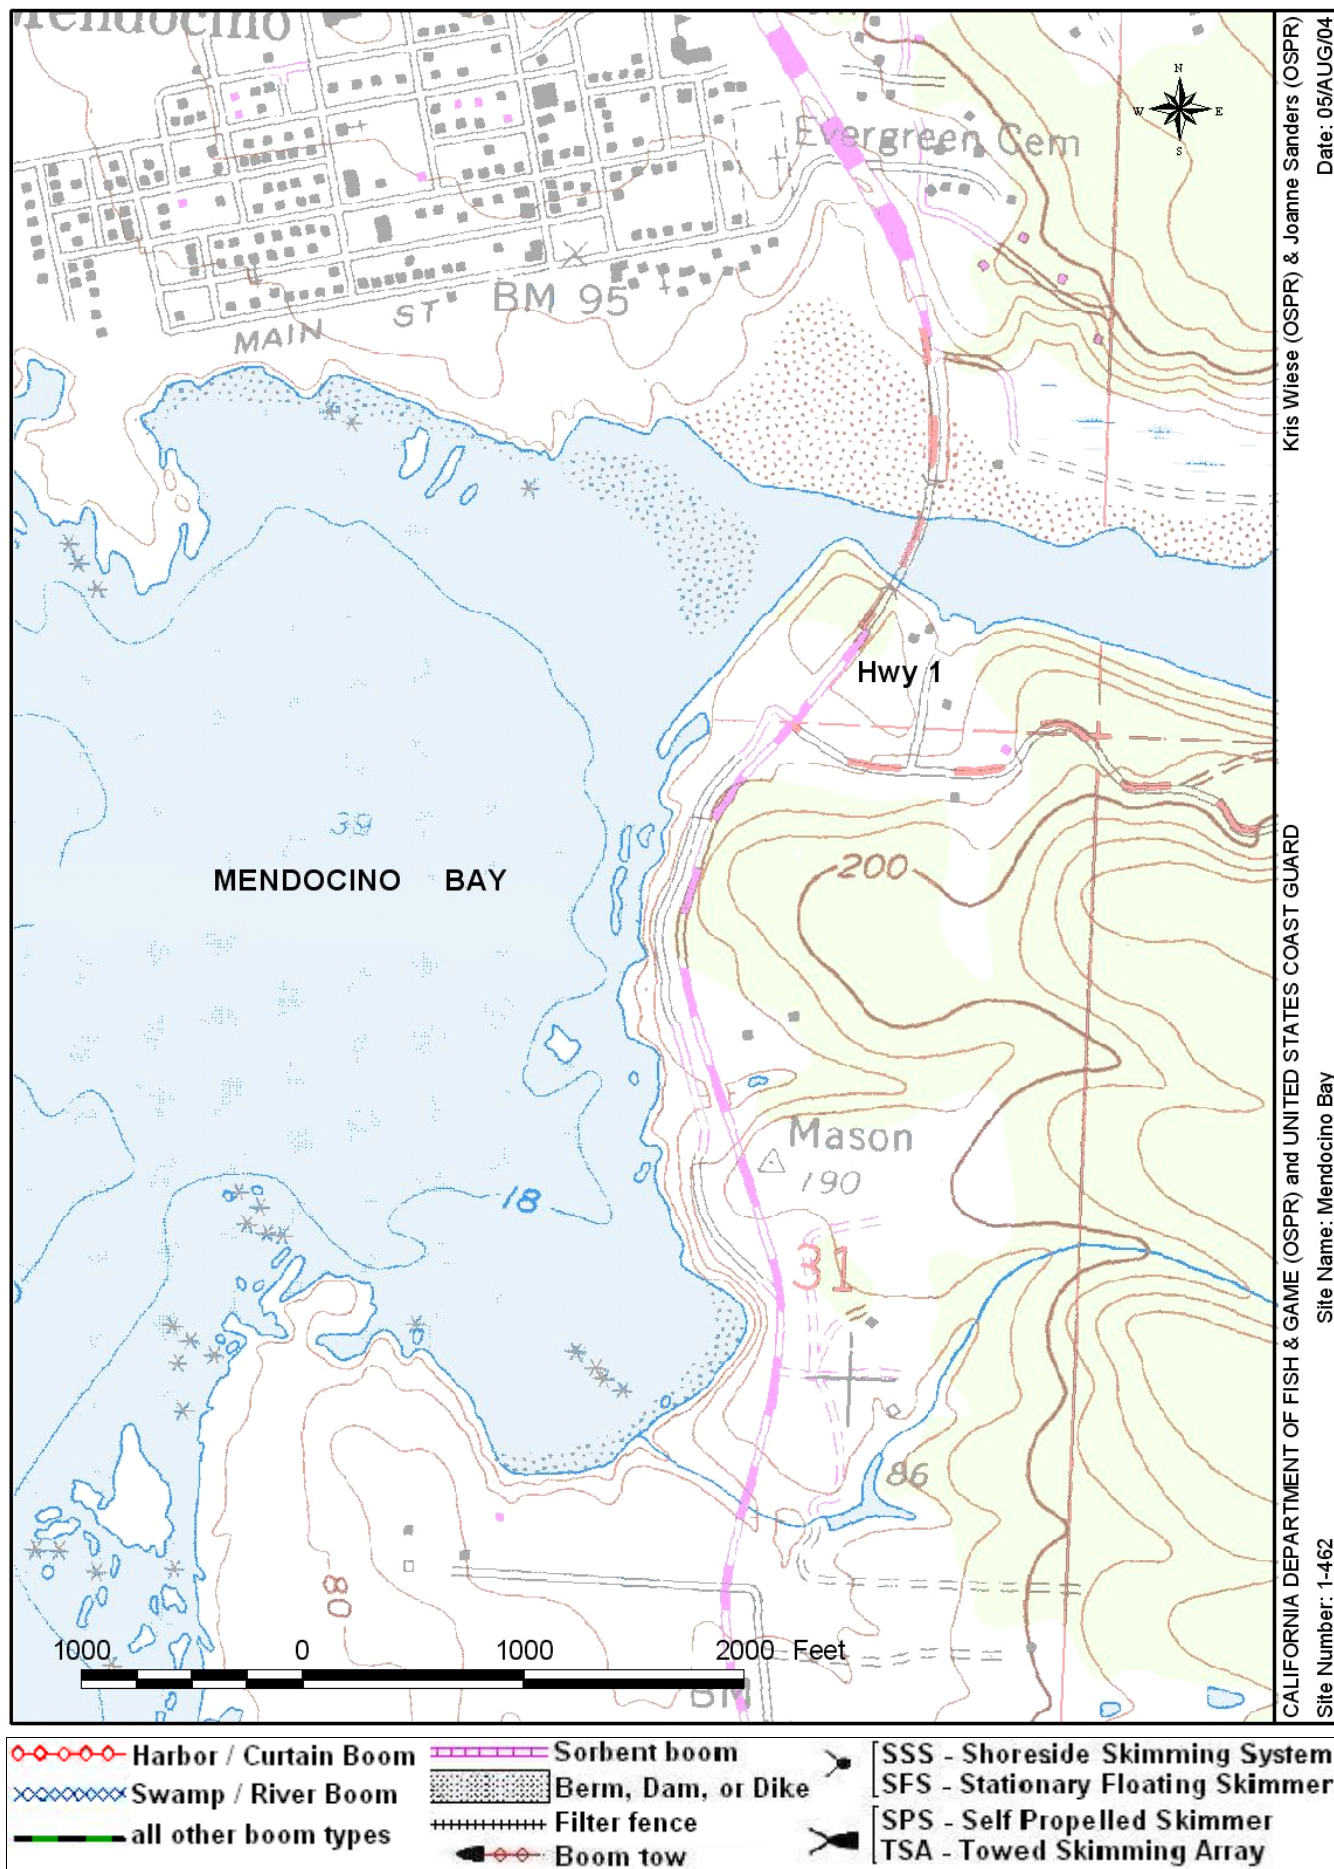 Mendocino
N
W E
S
Evergreen Cem
BM 95
MAIN ST
Hwy 1
39
MENDOCINO BAY
200
Mason
190
18
31
86
80
1000 0 1000 2000 Feet
BM
Kris Wiese (OSPR) & Joanne Sanders (OSPR)
Date: 05/AUG/04
CALIFORNIA DEPARTMENT OF FISH & GAME (OSPR) and UNITED STATES COAST GUARD
Site Name: Mendocino Bay
Site Number: 1-462
Harbor / Curtain Boom
Swamp / River Boom
all other boom types
Sorbent boom
Berm, Dam, or Dike
Filter fence
Boom tow
SSS - Shoreside Skimming System
SFS - Stationary Floating Skimmer
SPS - Self Propelled Skimmer
TSA - Towed Skimming Array